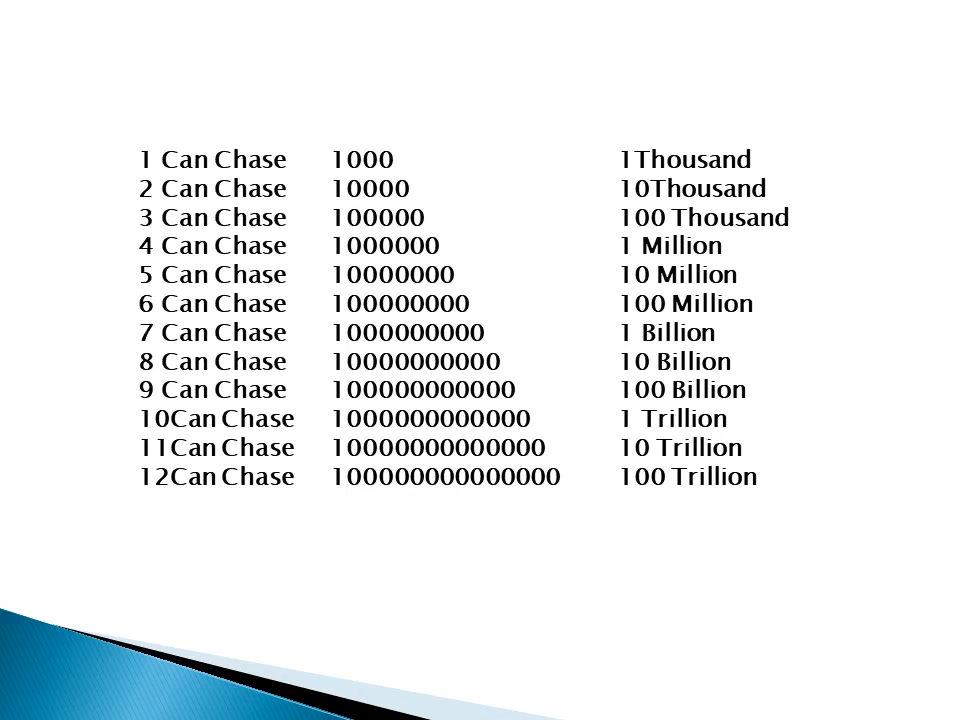 1 Can Chase 1000 1Thousand
2 Can Chase 10000 10Thousand
3 Can Chase 100000 100 Thousand
4 Can Chase 1000000 1 Million
5 Can Chase 10000000 10 Million
6 Can Chase 100000000 100 Million
7 Can Chase 1000000000 1 Billion
8 Can Chase 10000000000 10 Billion
9 Can Chase 100000000000 100 Billion
10Can Chase 1000000000000 1 Trillion
11Can Chase 10000000000000 10 Trillion
12Can Chase 100000000000000 100 Trillion